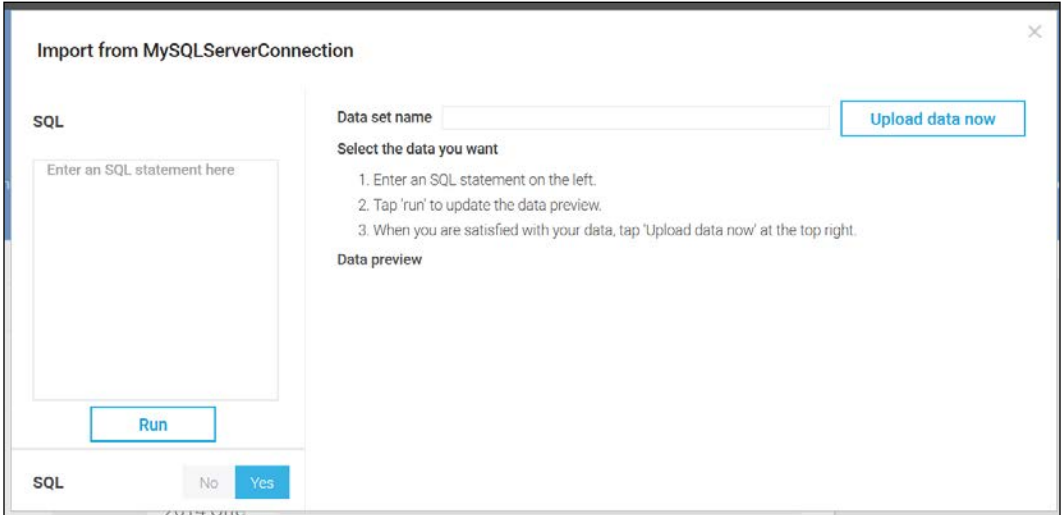 Import from MySQLServerConnection
SQL
Enter an SQL statement here
Run
SQL
No
Yes
Data set name
Upload data now
Select the data you want
1. Enter an SQL statement on the left.
2. Tap 'run' to update the data preview.
3. When you are satisfied with your data, tap 'Upload data now' at the top right.
Data preview